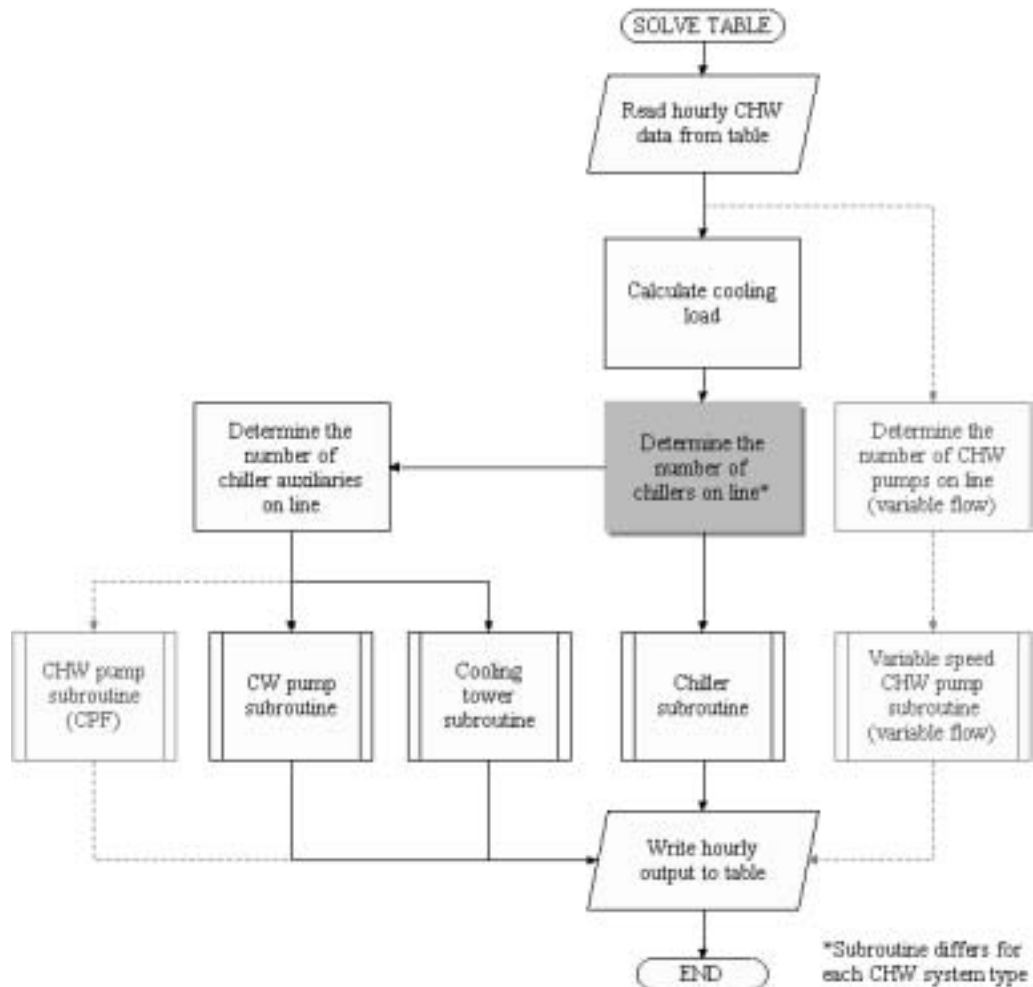 SOLVE TABLE
Read hourly CHW
data from table
Calculate cooling
load
Determine the
number of
chiller auxiliaries
on line
Determine the
number of
chillers on line*
Determine the
number of CHW
pumps on line
(variable flow)
CHW pump
subroutine
(CPF)
CW pump
subroutine
Cooling
tower
subroutine
Chiller
subroutine
Variable speed
CHW pump
subroutine
(variable flow)
Write hourly
output to table
END
*Subroutine differs for
each CHW system type